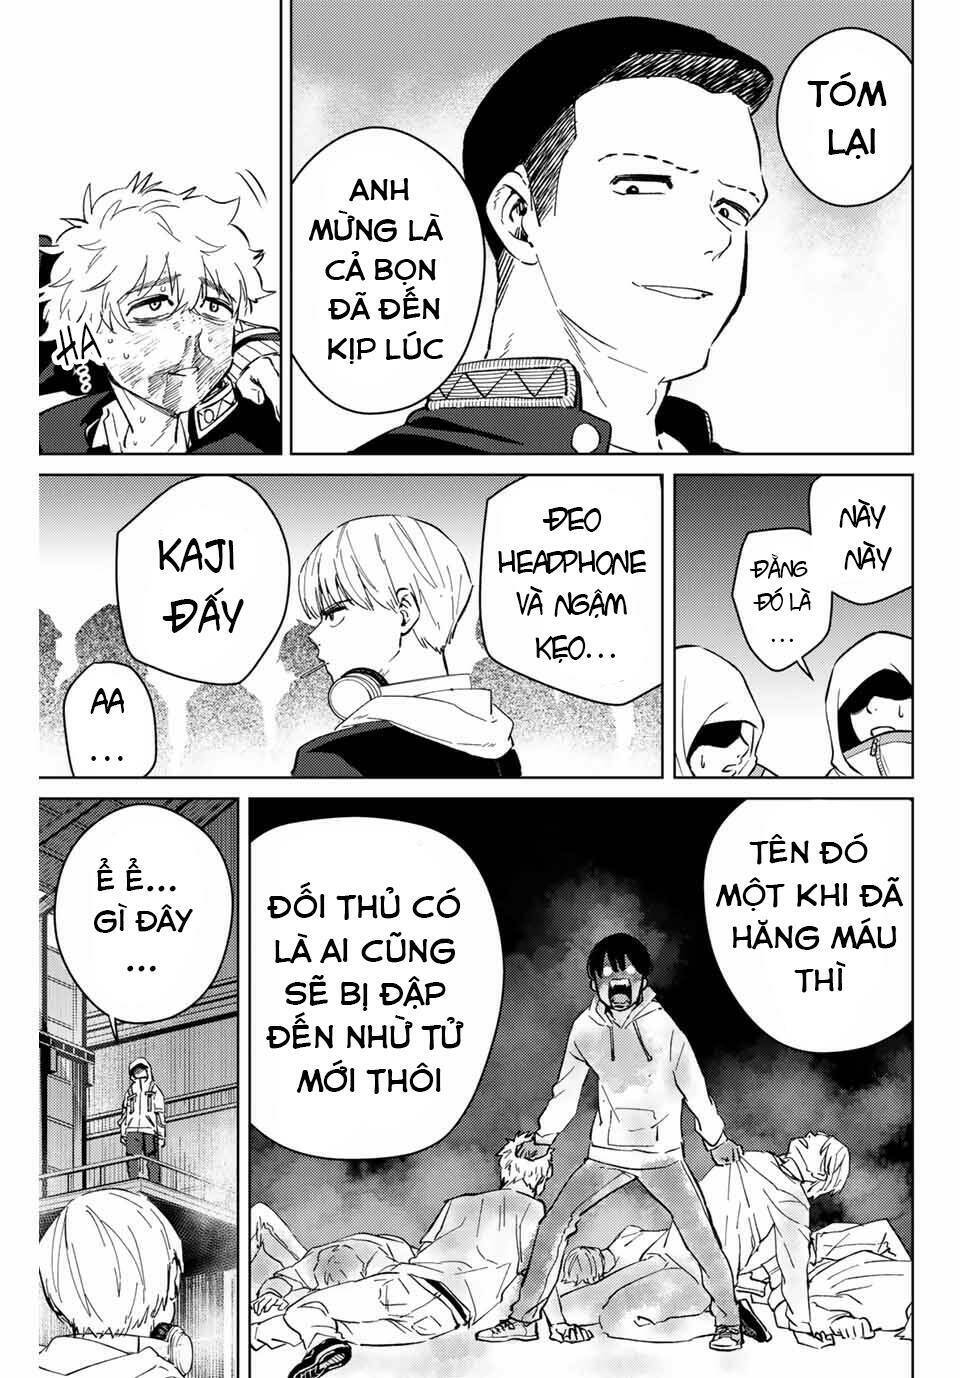 TÓM
LẠI
ANH
MỪNG LÀ
CẢ BỌN
ĐÃ ĐẾN
KỊP LÚC
HA
NÀY
NÀY
ĐẰNG
ĐÓ LÀ
...
ĐEO
HEADPHONE
VÀ NGẬM
KẸO...
KAJI
ĐẤY
AA
...
TÊN ĐÓ
MỘT KHI ĐÃ
HĂNG MÁU
THÌ
ĐỐI THỦ CÓ
LÀ AI CŨNG
SẼ BỊ ĐẬP
ĐẾN NHỪ TỬ
MỚI THÔI
Ể Ể...
GÌ ĐÂY
...